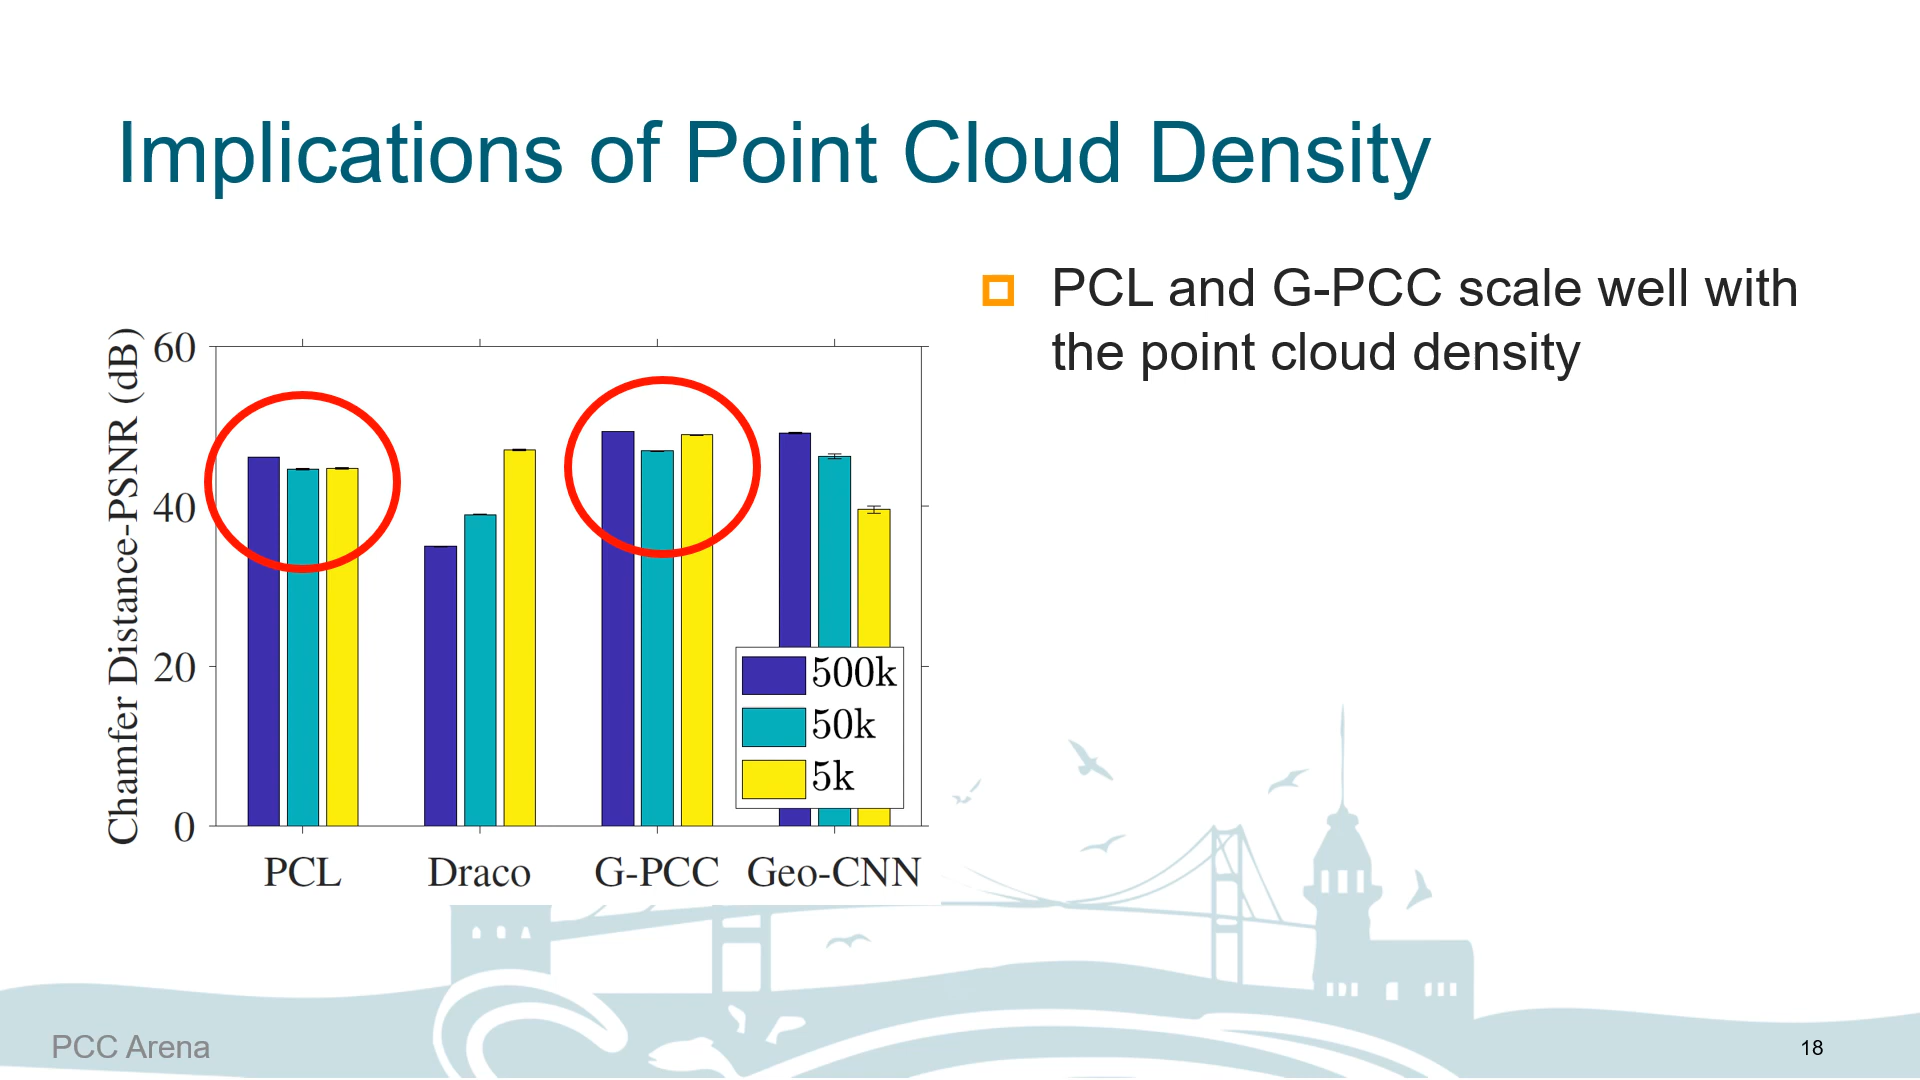 Implications of Point Cloud Density
PCL and G-PCC scale well with
the point cloud density
Chamfer Distance-PSNR (dB)
60
40
20
0
500k
50k
5k
PCL
Draco
G-PCC
Geo-CNN
PCC Arena
18